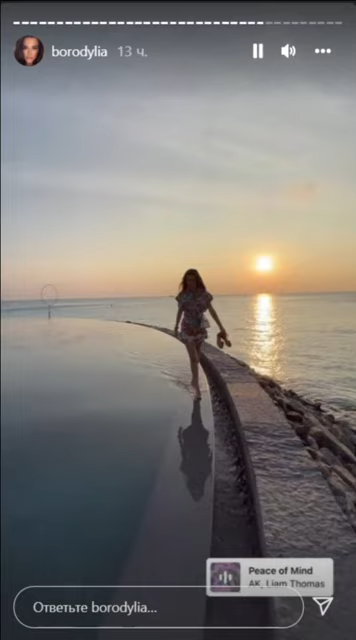 borodylia 13 ч.
Peace of Mind
AK, Liam Thomas
Ответьте borodylia...